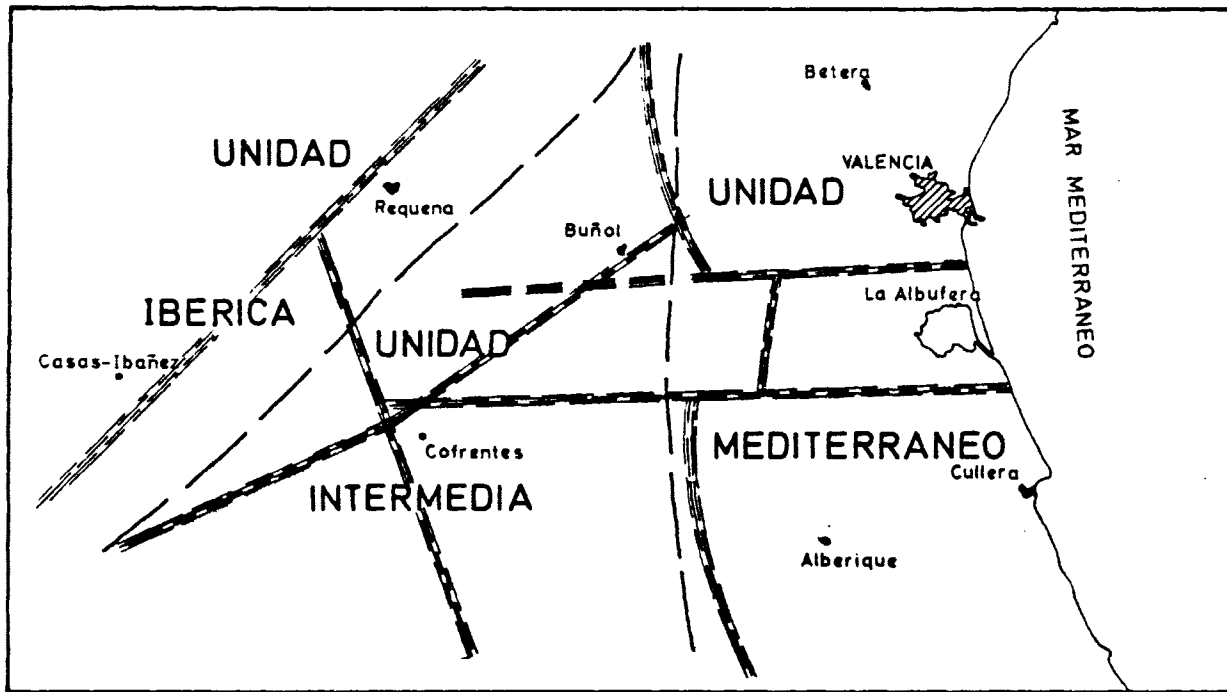 Betera
MAR MEDITERRANEO
UNIDAD
VALENCIA
Requena
UNIDAD
Buñol
La Albufera
IBERICA
UNIDAD
Casas-Ibañez
Cofrentes
MEDITERRANEO
Cullera
INTERMEDIA
Alberique